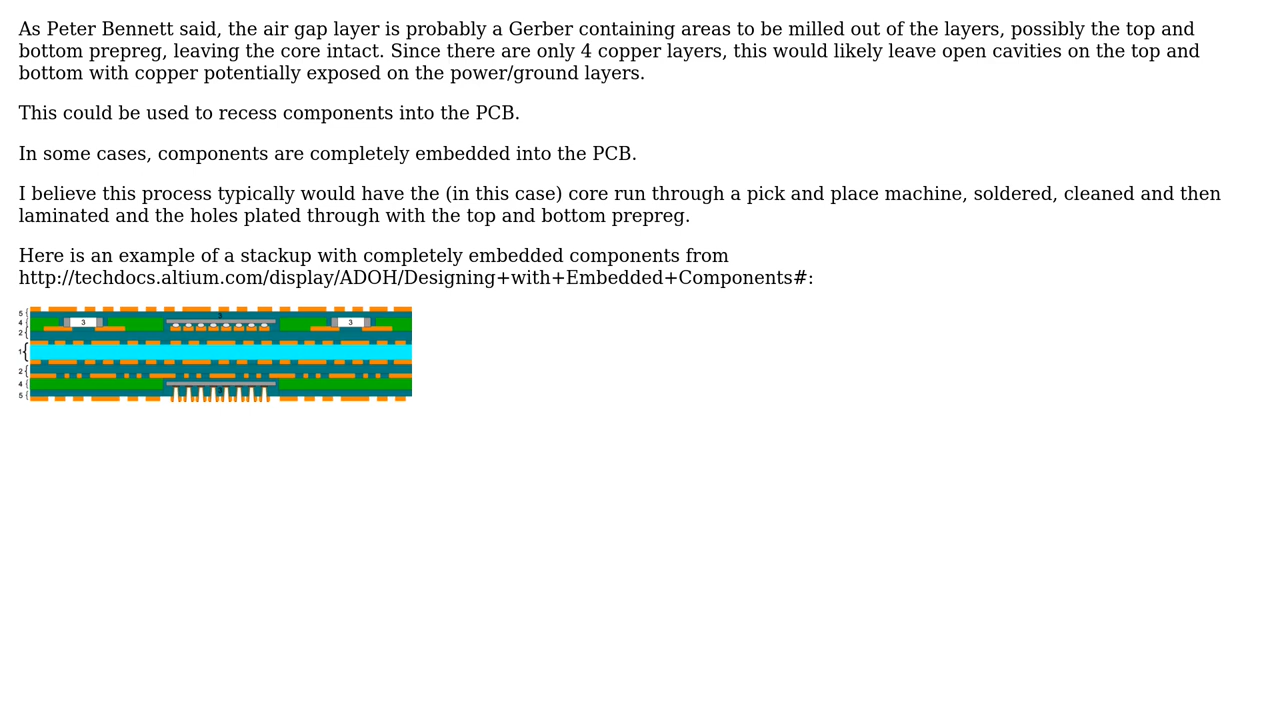 As Peter Bennett said, the air gap layer is probably a Gerber containing areas to be milled out of the layers, possibly the top and
bottom prepreg, leaving the core intact. Since there are only 4 copper layers, this would likely leave open cavities on the top and
bottom with copper potentially exposed on the power/ground layers.
This could be used to recess components into the PCB.
In some cases, components are completely embedded into the PCB.
I believe this process typically would have the (in this case) core run through a pick and place machine, soldered, cleaned and then
laminated and the holes plated through with the top and bottom prepreg.
Here is an example of a stackup with completely embedded components from
http://techdocs.altium.com/display/ADOH/Designing+with+Embedded+Components#:
5
3
4
3
3
2
1
2
4
3
5